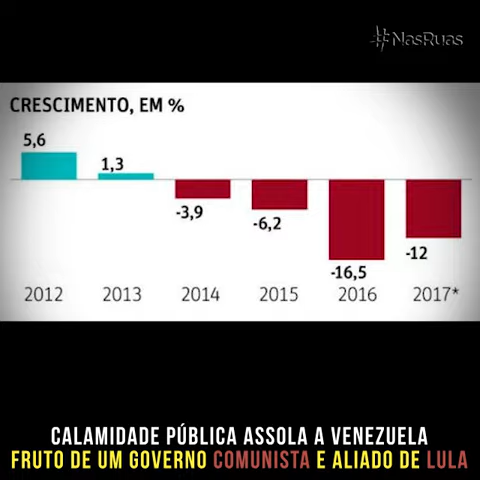 #NasRuas
CRESCIMENTO, EM %
5,6
1,3
-3,9
-6,2
-16,5
-12
2012 2013 2014 2015 2016 2017*
CALAMIDADE PÚBLICA ASSOLA A VENEZUELA
FRUTO DE UM GOVERNO COMUNISTA E ALIADO DE LULA